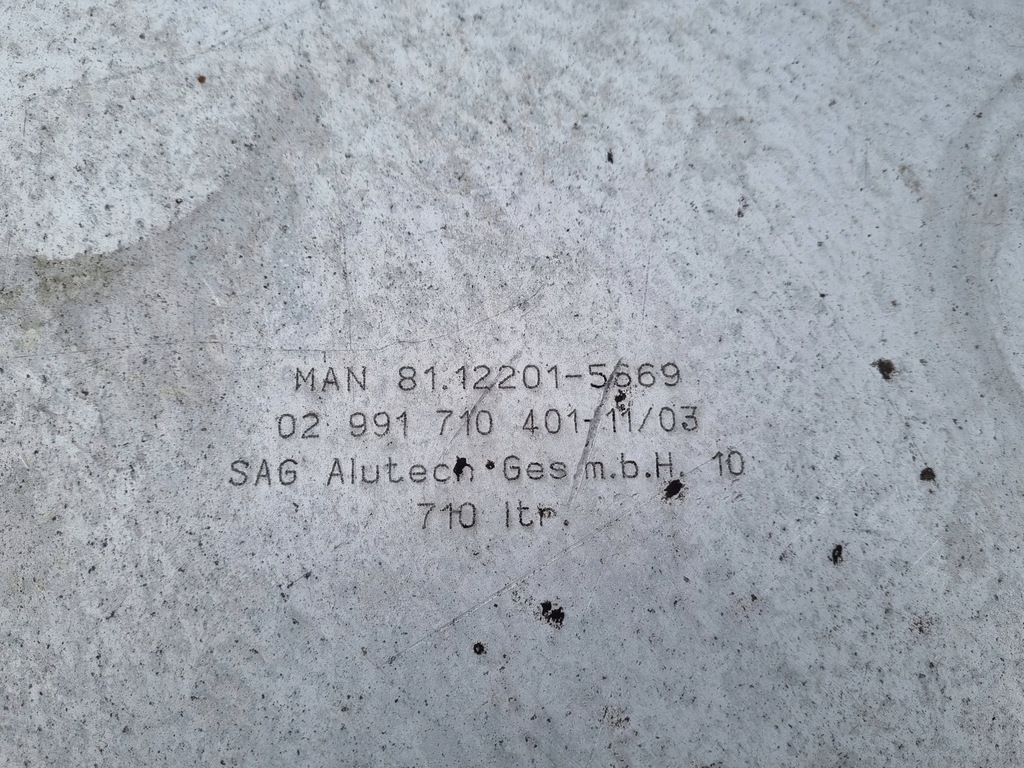 MAN 81.12201-5669
02 991 710 401-11/03
SAG Alutech Ges.m.b.H. 10
710 ltr.